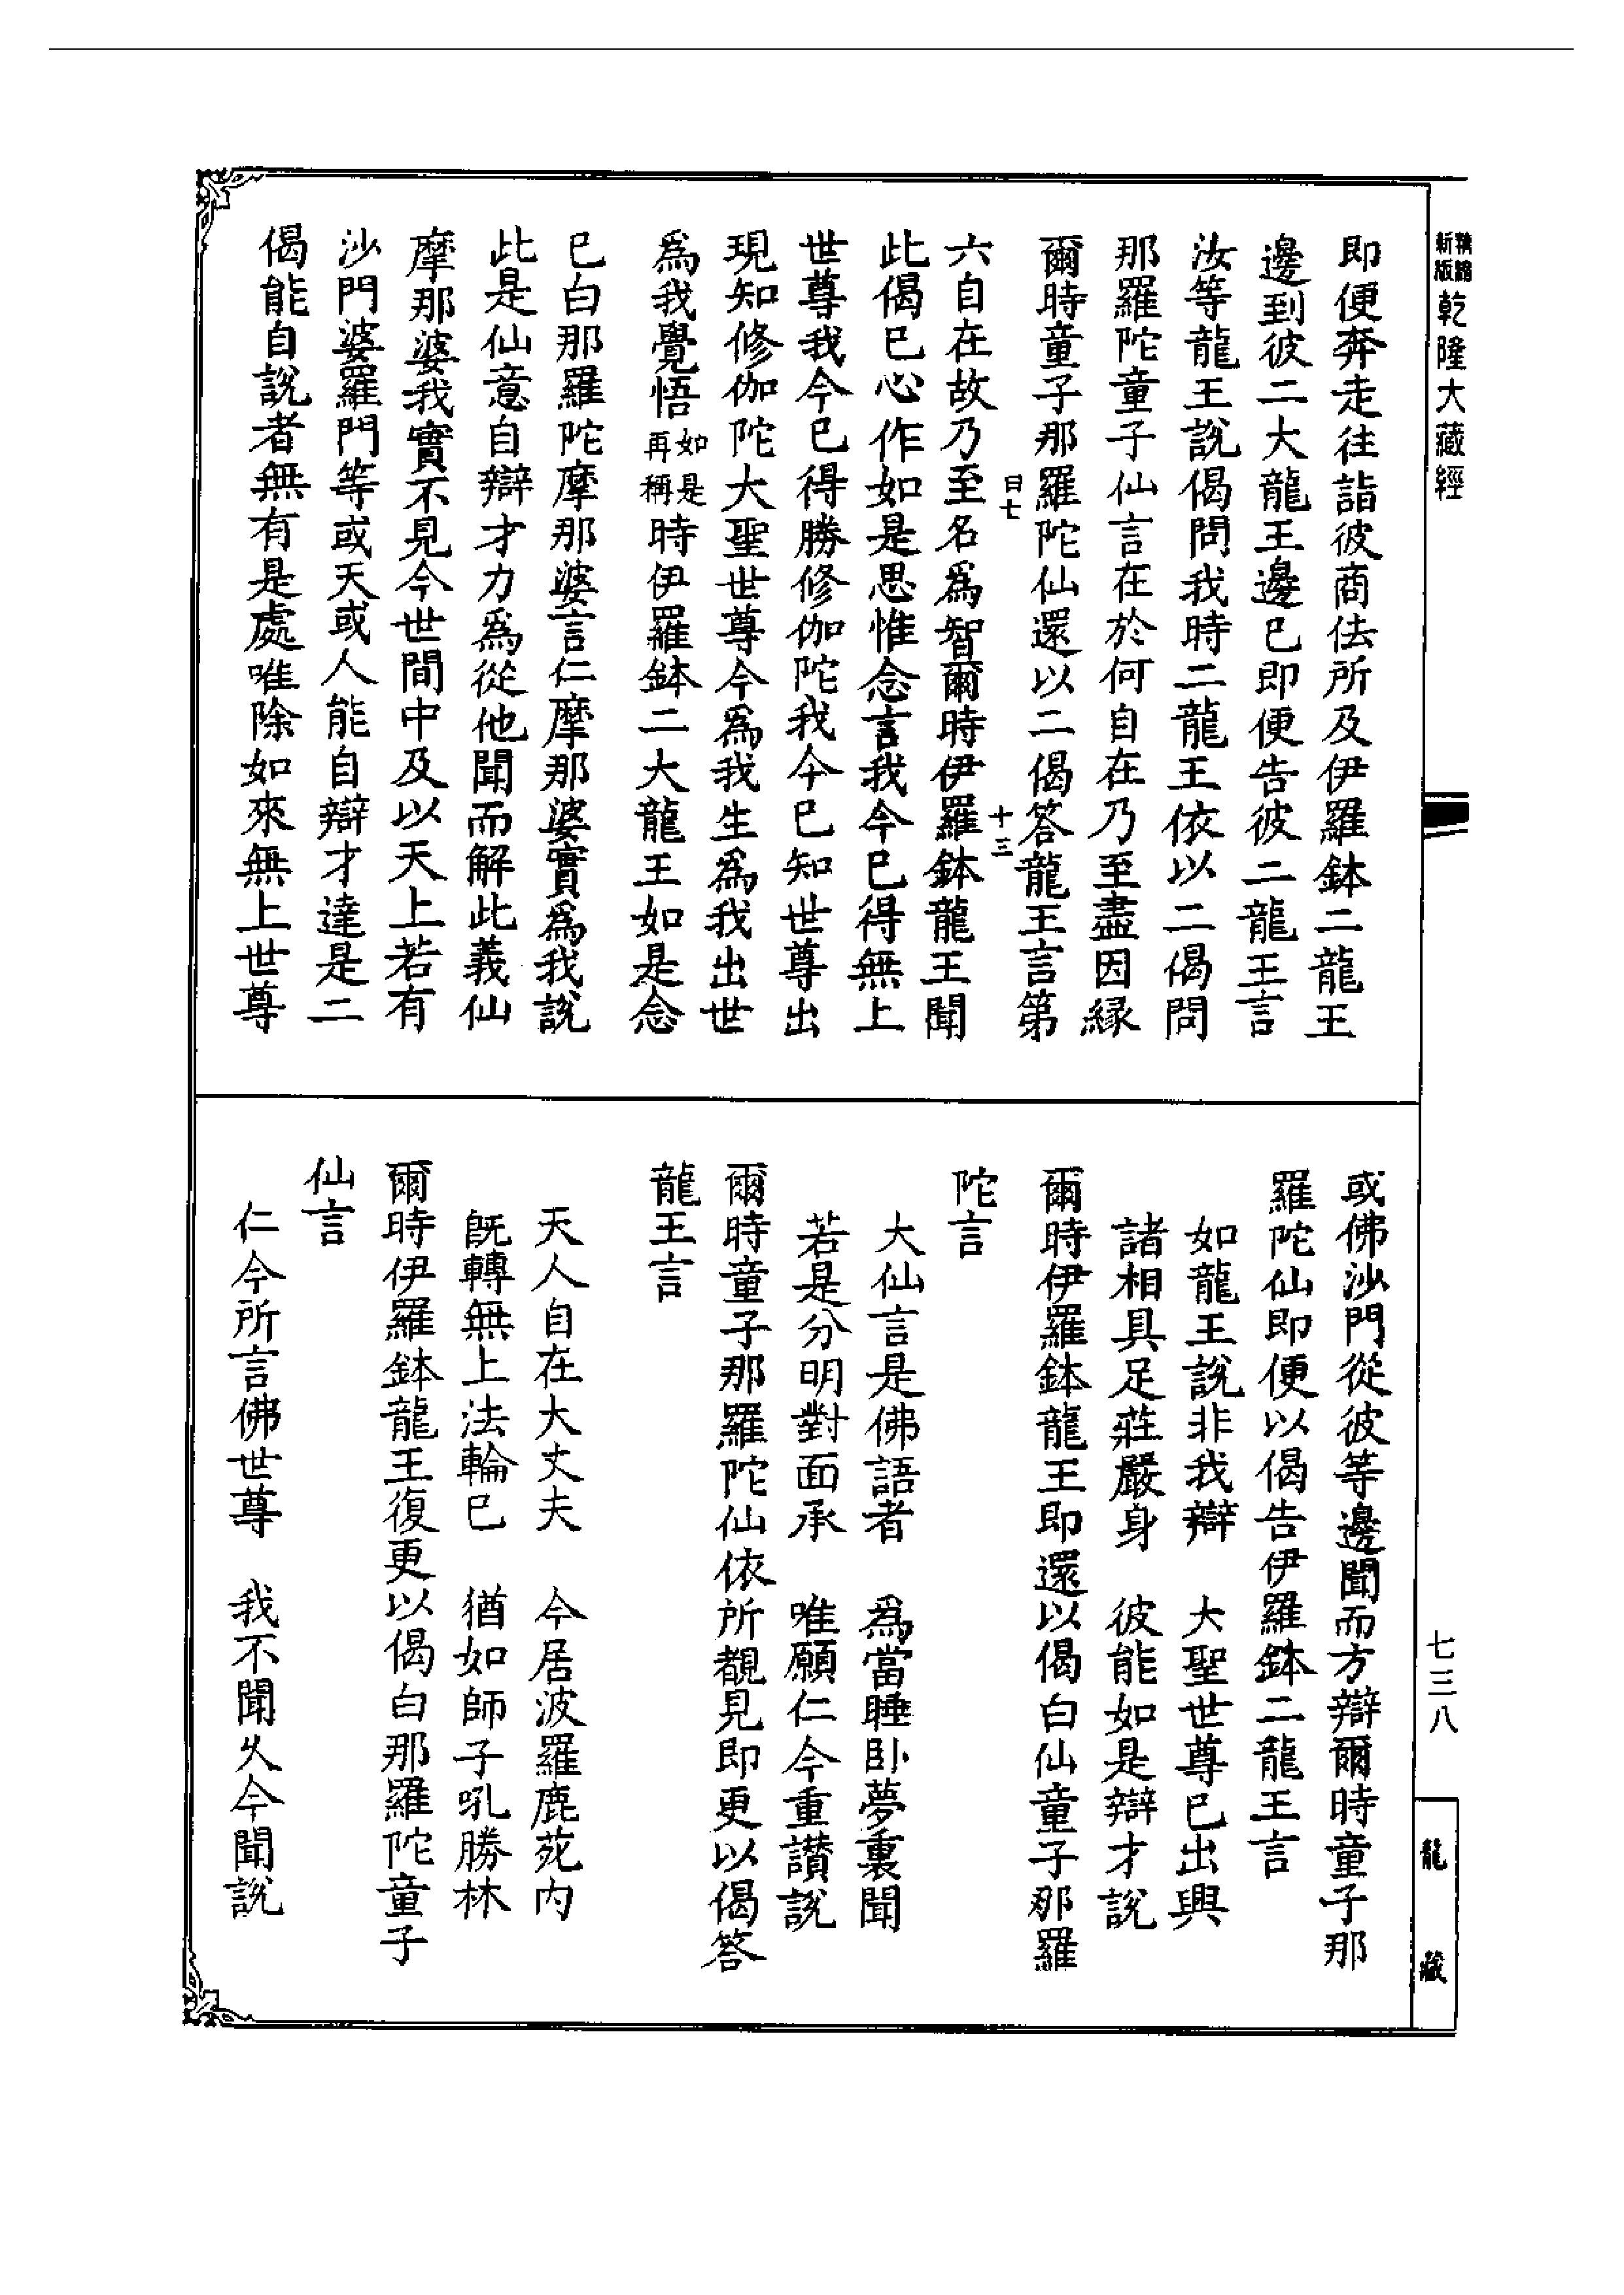 新版
精縮
乾隆大藏經
即便奔走往詣彼商佉所及伊羅鉢二龍王
邊到彼二大龍王邊已即便告彼二龍王言
汝等龍王說偈問我時二龍王依以二偈問
那羅陀童子仙言在於何自在乃至盡因縁
爾時童子那羅陀仙還以二偈答龍王言第
曰七
十三
六自在故乃至名爲智爾時伊羅鉢龍王聞
此偈已心作如是思惟念言我今已得無上
世尊我今已得勝修伽陀我今已知世尊出
現知修伽陀大聖世尊今爲我生爲我出世
爲我覺悟如是再稱時伊羅鉢二大龍王如是念
已白那羅陀摩那婆言仁摩那婆實爲我說
此是仙意自辯才力爲從他聞而解此義仙
摩那婆我實不見今世間中及以天上若有
沙門婆羅門等或天或人能自辯才達是二
偈能自説者無有是處唯除如來無上世尊
或佛沙門從彼等邊聞而方辯爾時童子那
羅陀仙即便以偈告伊羅鉢二龍王言
如龍王說非我辯　大聖世尊已出興
諸相具足莊嚴身　彼能如是辯才説
爾時伊羅鉢龍王即還以偈白仙童子那羅
陀言
大仙言是佛語者　爲當睡卧夢裏聞
若是分明對面承　唯願仁今重讃説
爾時童子那羅陀仙依所覩見即更以偈答
龍王言
天人自在大丈夫　今居波羅鹿苑内
既轉無上法輪已　猶如師子吼勝林
爾時伊羅鉢龍王復更以偈白那羅陀童子
仙言
仁今所言佛世尊　我不聞乆今聞説
七三八
龍藏